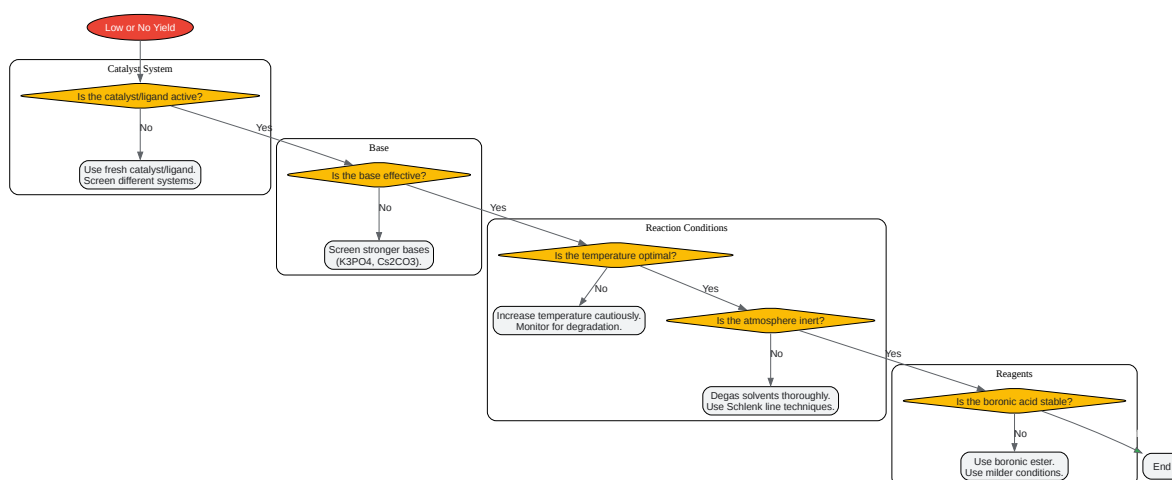 Low or No Yield
Catalyst System
Is the catalyst/ligand active?
No
Yes
Use fresh catalyst/ligand.
Screen different systems.
Base
Is the base effective?
No
Yes
Screen stronger bases
(K3PO4, Cs2CO3).
Reaction Conditions
Is the temperature optimal?
No
Yes
Increase temperature cautiously.
Monitor for degradation.
Is the atmosphere inert?
No
Yes
Degas solvents thoroughly.
Use Schlenk line techniques.
Reagents
Is the boronic acid stable?
No
Use boronic ester.
Use milder conditions.
End